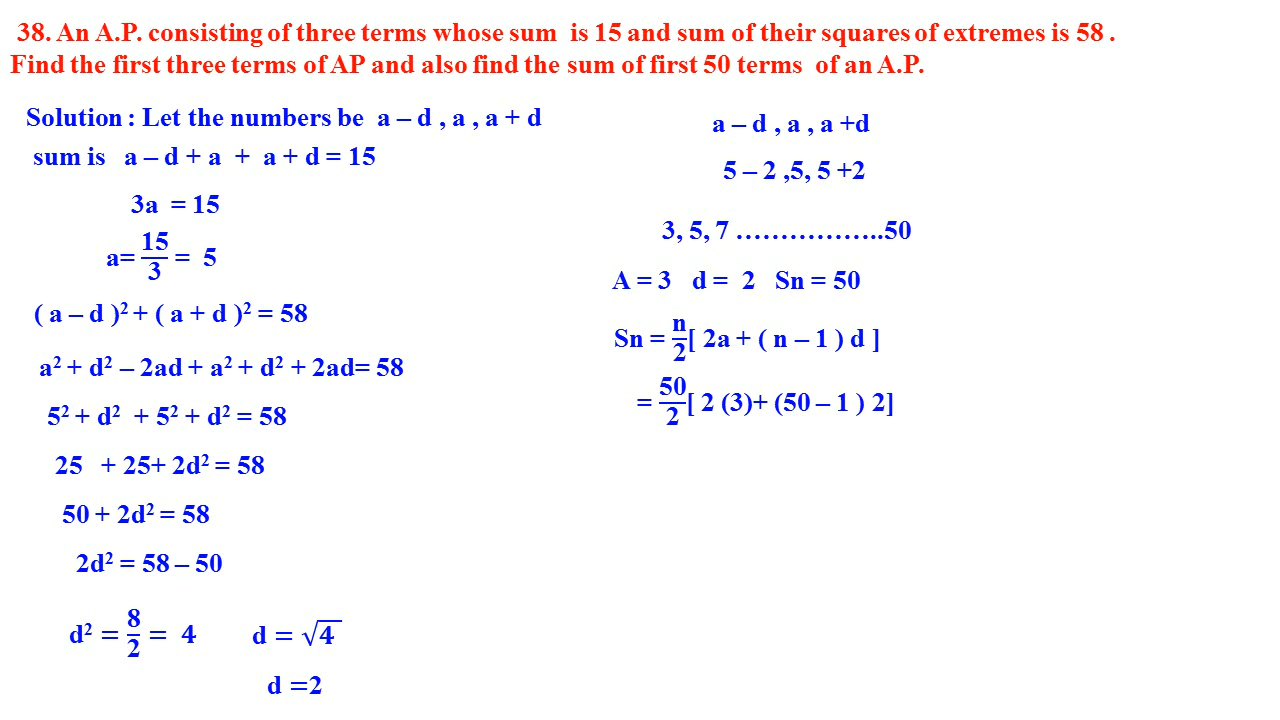 38. An A.P. consisting of three terms whose sum is 15 and sum of their squares of extremes is 58 .
Find the first three terms of AP and also find the sum of first 50 terms of an A.P.
Solution : Let the numbers be a – d , a , a + d
sum is a – d + a + a + d = 15
3a = 15
a= 15/3 = 5
( a – d )² + ( a + d )² = 58
a² + d² – 2ad + a² + d² + 2ad= 58
5² + d² + 5² + d² = 58
25 + 25+ 2d² = 58
50 + 2d² = 58
2d² = 58 – 50
d² = 8/2 = 4 d = √4
d =2
a – d , a , a +d
5 – 2 ,5, 5 +2
3, 5, 7 ……………..50
A = 3 d = 2 Sn = 50
Sn = n/2[ 2a + ( n – 1 ) d ]
= 50/2[ 2 (3)+ (50 – 1 ) 2]